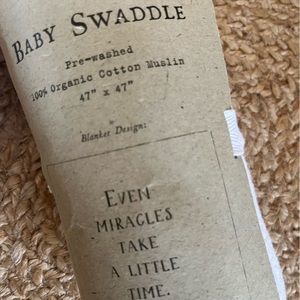 BABY SWADDLE
Pre-washed
100% Organic Cotton Muslin
47" x 47"
Blanket Design:
EVEN
MIRACLES
TAKE
A LITTLE
TIME.